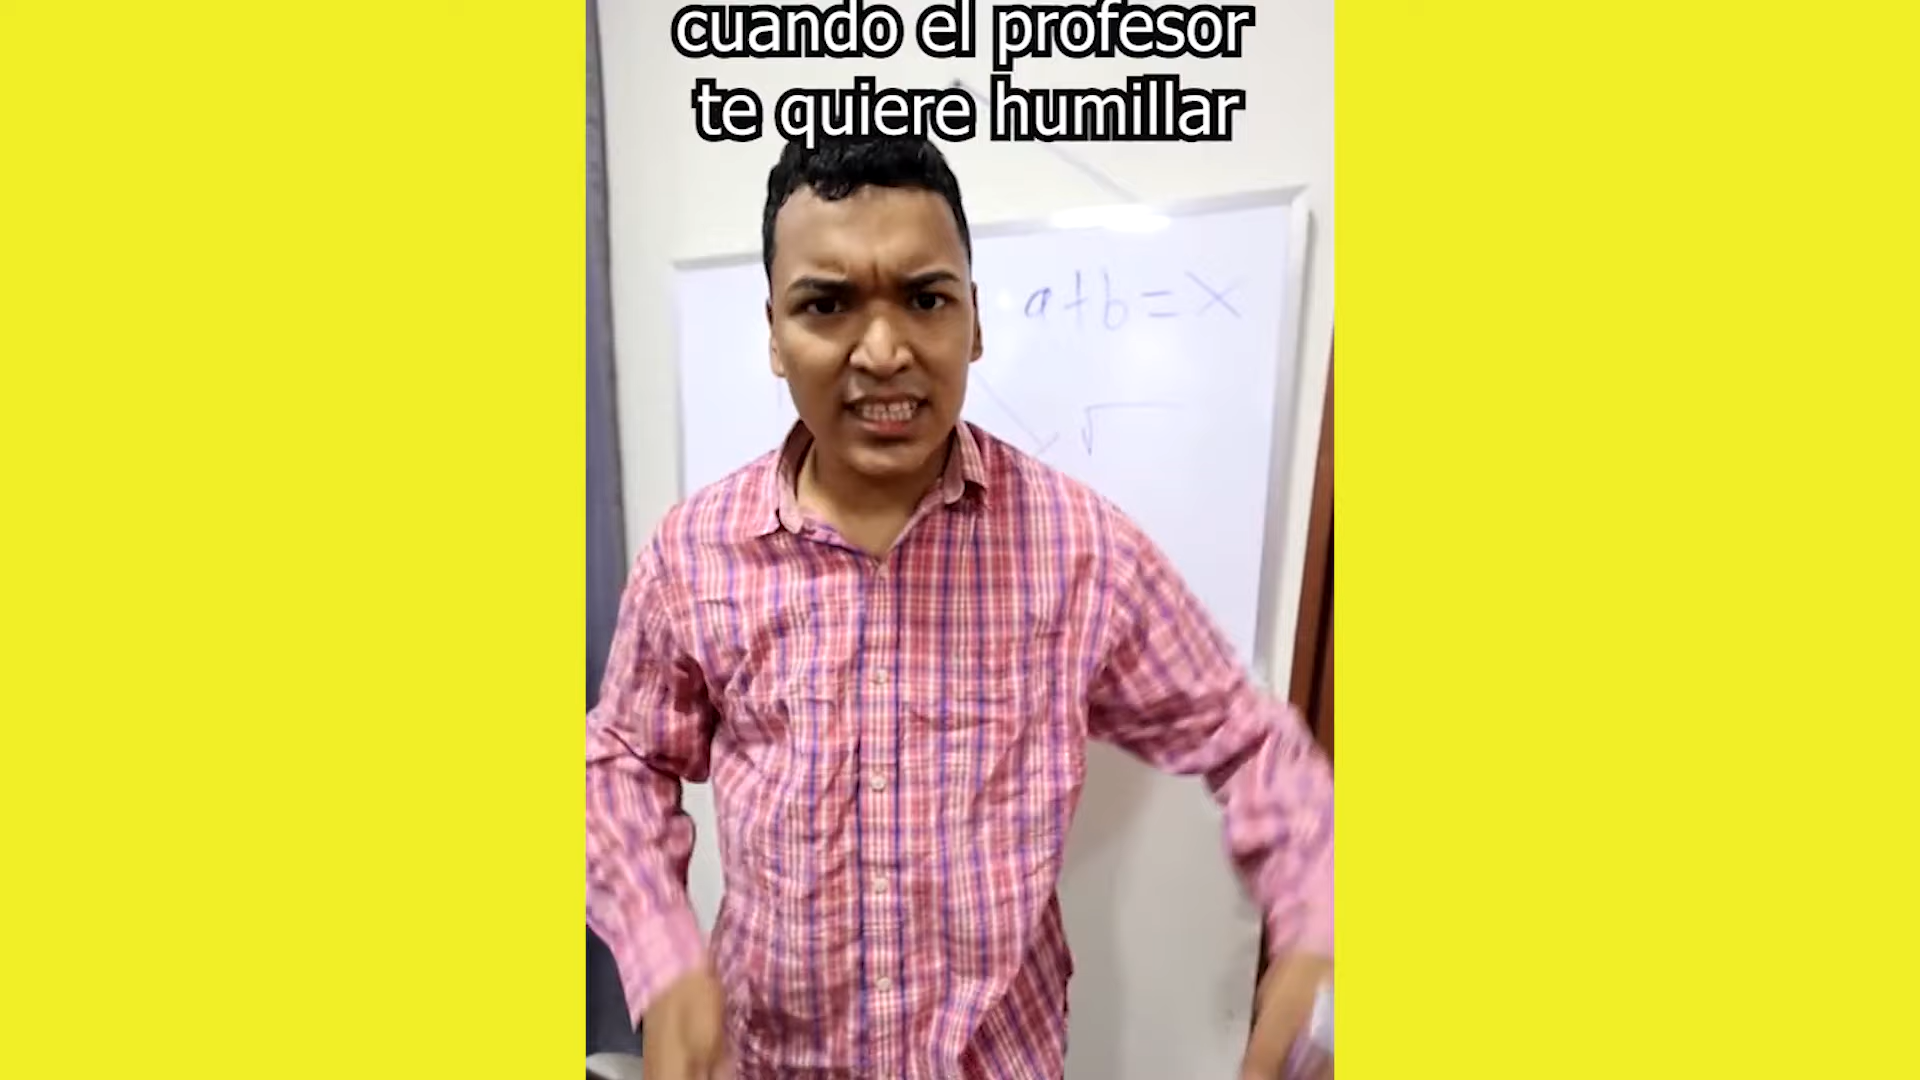 cuando el profesor
te quiere humillar
a+b=x
√